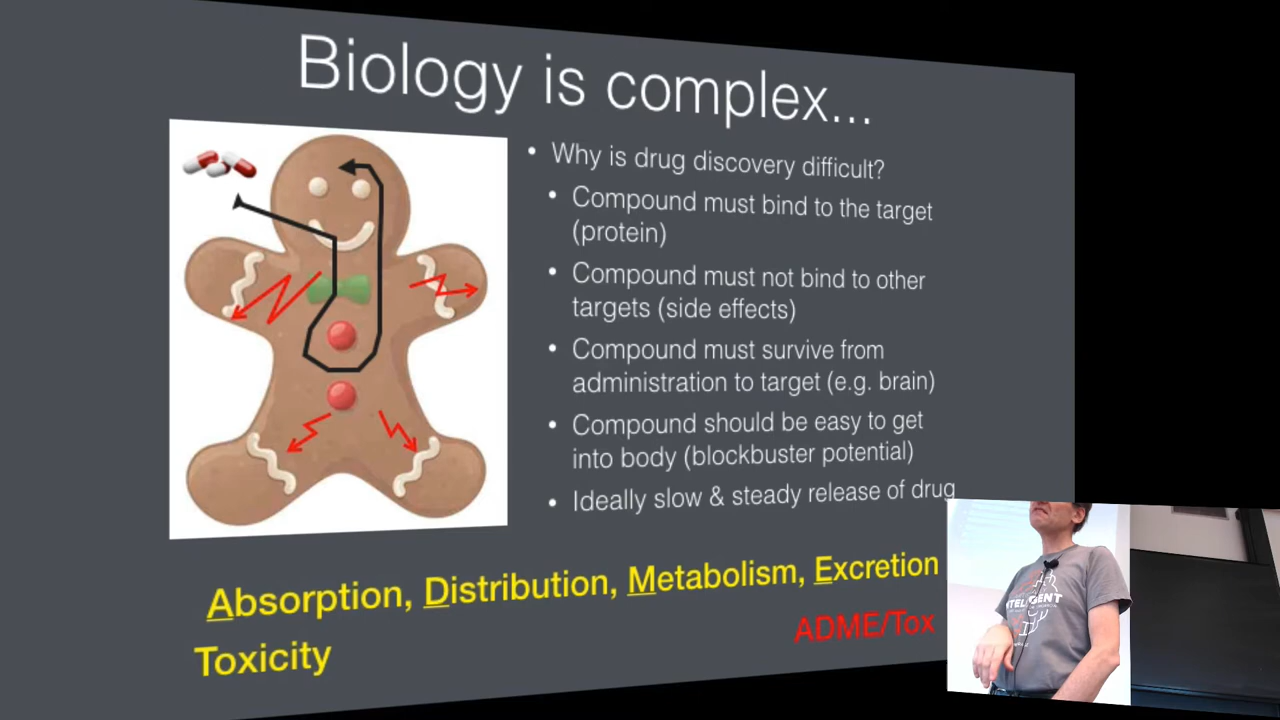 Biology is complex...
• Why is drug discovery difficult?
• Compound must bind to the target
(protein)
• Compound must not bind to other
targets (side effects)
• Compound must survive from
administration to target (e.g. brain)
• Compound should be easy to get
into body (blockbuster potential)
• Ideally slow & steady release of drug
Absorption, Distribution, Metabolism, Excretion
Toxicity
ADME/Tox